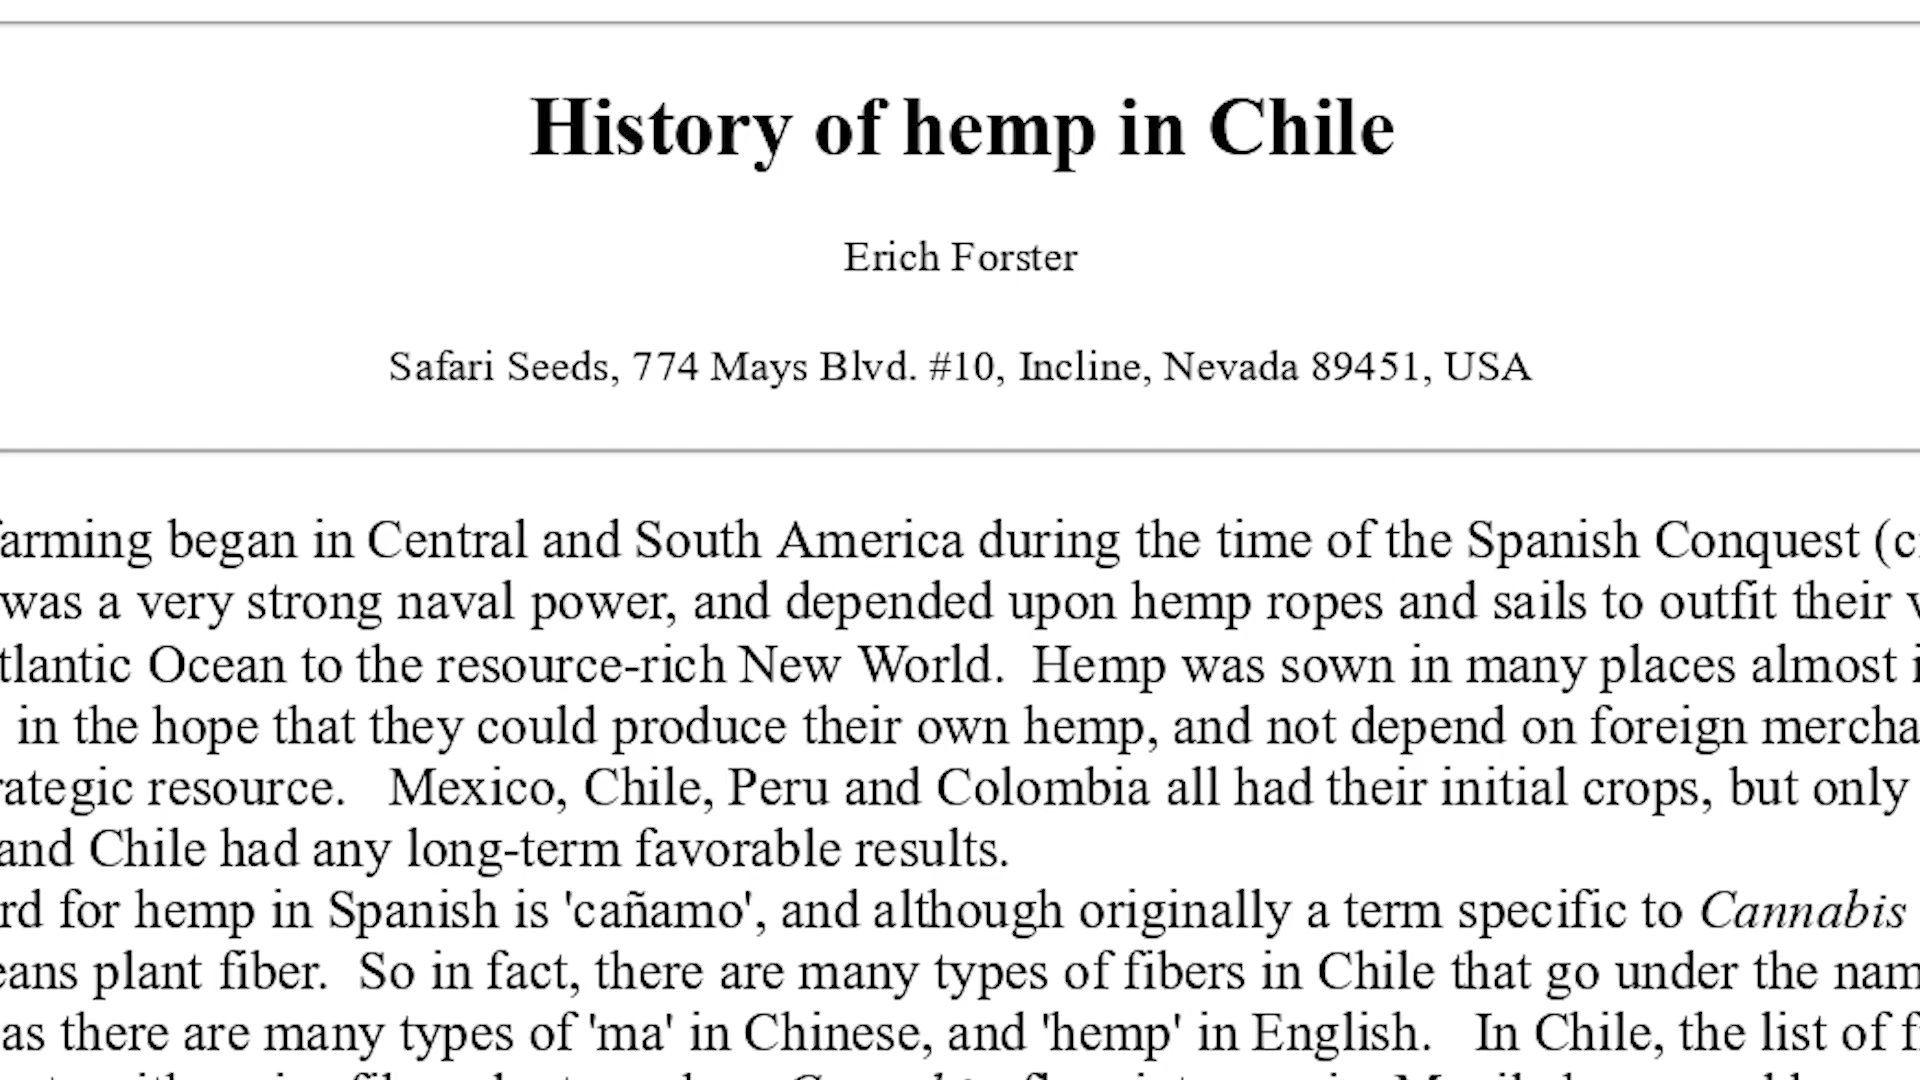 History of hemp in Chile
Erich Forster
Safari Seeds, 774 Mays Blvd. #10, Incline, Nevada 89451, USA
arming began in Central and South America during the time of the Spanish Conquest (c
was a very strong naval power, and depended upon hemp ropes and sails to outfit their v
tlantic Ocean to the resource-rich New World. Hemp was sown in many places almost i
in the hope that they could produce their own hemp, and not depend on foreign mercha
rategic resource. Mexico, Chile, Peru and Colombia all had their initial crops, but only
and Chile had any long-term favorable results.
rd for hemp in Spanish is 'cañamo', and although originally a term specific to Cannabis
eans plant fiber. So in fact, there are many types of fibers in Chile that go under the nam
as there are many types of 'ma' in Chinese, and 'hemp' in English. In Chile, the list of f